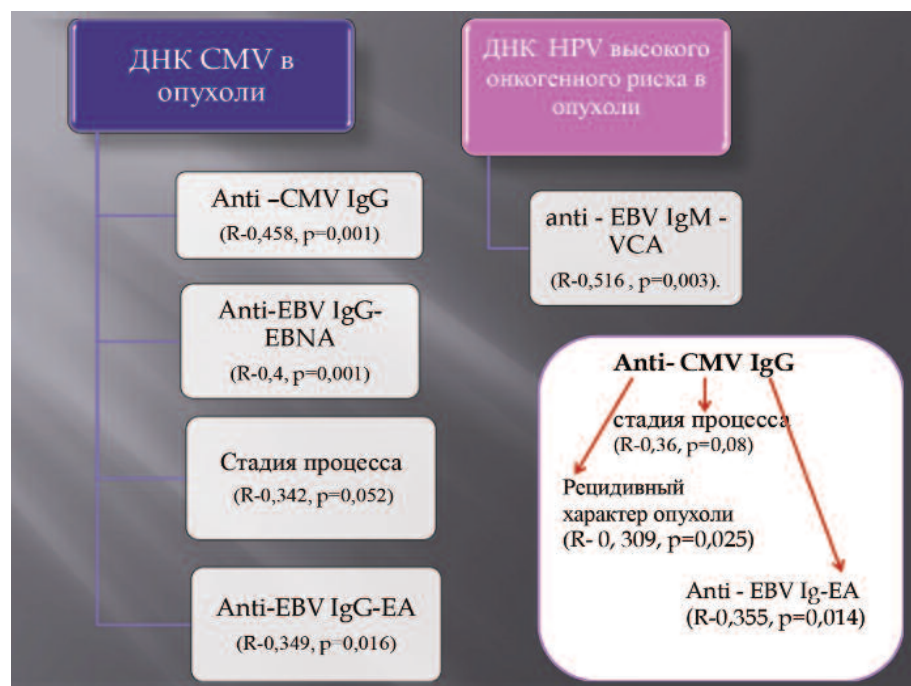 ДНК CMV в
опухоли
Anti –CMV IgG
(R-0,458, p=0,001)
Anti-EBV IgG-
EBNA
(R-0,4, p=0,001)
Стадия процесса
(R-0,342, p=0,052)
Anti-EBV IgG-EA
(R-0,349, p=0,016)
ДНК HPV высокого
онкогенного риска в
опухоли
anti - EBV IgM -
VCA
(R-0,516 , p=0,003).
Anti- CMV IgG
стадия процесса
(R-0,36, p=0,08)
Рецидивный
характер опухоли
(R- 0, 309, p=0,025)
Anti - EBV Ig-EA
(R-0,355, p=0,014)